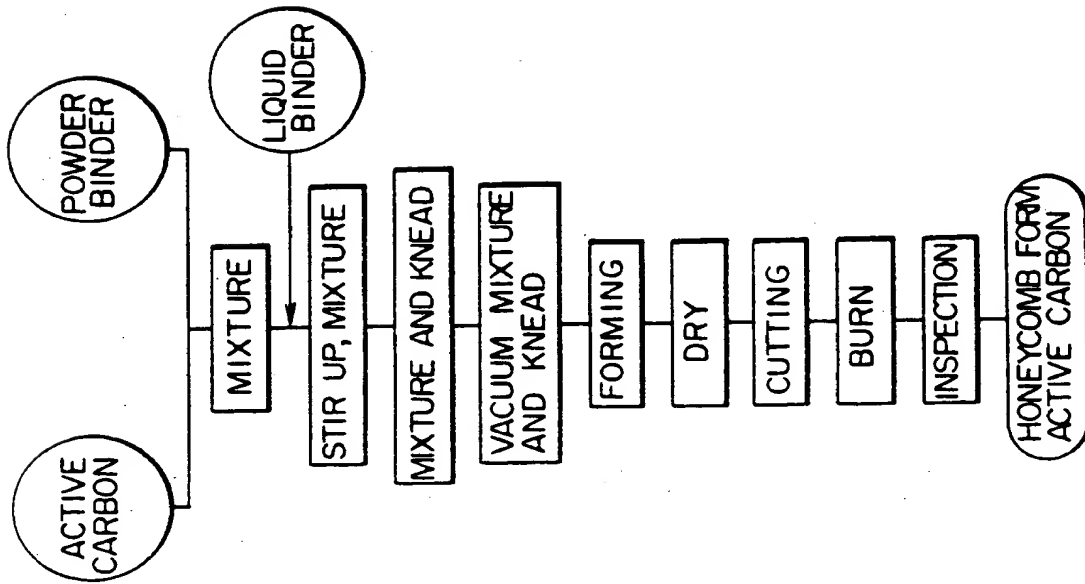 ACTIVE
CARBON
POWDER
BINDER
MIXTURE
LIQUID
BINDER
STIR UP, MIXTURE
MIXTURE AND KNEAD
VACUUM MIXTURE
AND KNEAD
FORMING
DRY
CUTTING
BURN
INSPECTION
HONEYCOMB FORM
ACTIVE CARBON